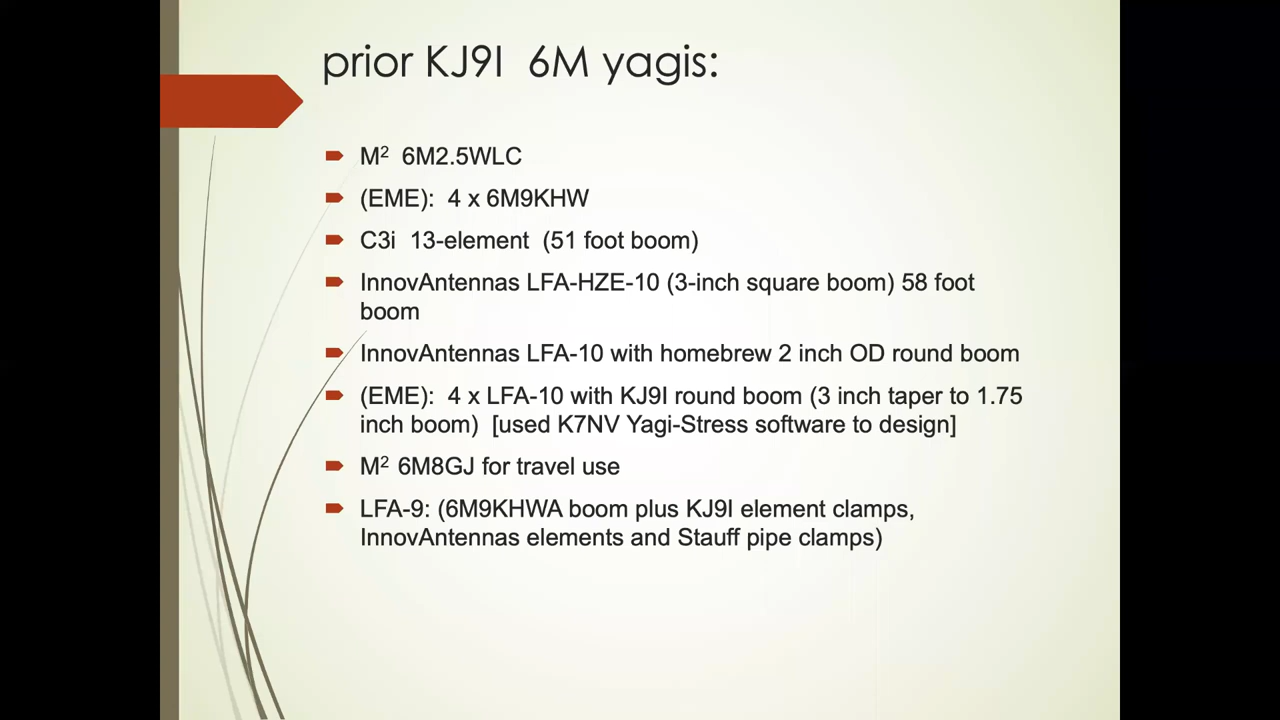 prior KJ9I 6M yagis:
M² 6M2.5WLC
(EME): 4 x 6M9KHW
C3i 13-element (51 foot boom)
InnovAntennas LFA-HZE-10 (3-inch square boom) 58 foot
boom
InnovAntennas LFA-10 with homebrew 2 inch OD round boom
(EME): 4 x LFA-10 with KJ9I round boom (3 inch taper to 1.75
inch boom) [used K7NV Yagi-Stress software to design]
M² 6M8GJ for travel use
LFA-9: (6M9KHWA boom plus KJ9I element clamps,
InnovAntennas elements and Stauff pipe clamps)